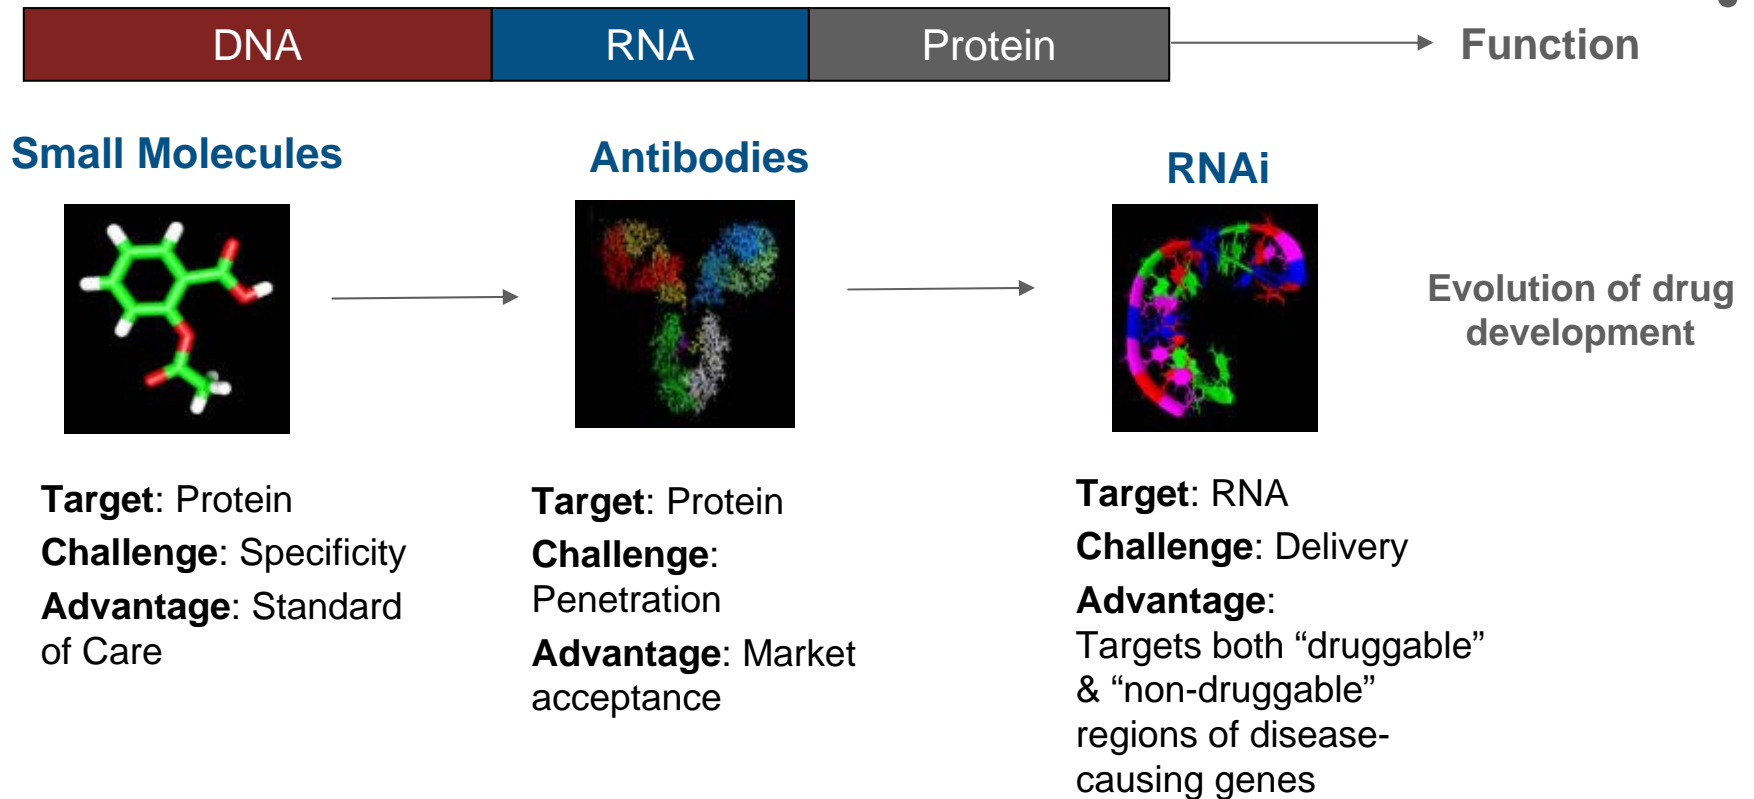 DNA RNA Protein Function
Small Molecules
Antibodies
RNAi
Evolution of drug
development
Target: Protein
Challenge: Specificity
Advantage: Standard
of Care
Target: Protein
Challenge:
Penetration
Advantage: Market
acceptance
Target: RNA
Challenge: Delivery
Advantage:
Targets both “druggable”
& “non-druggable”
regions of disease-
causing genes